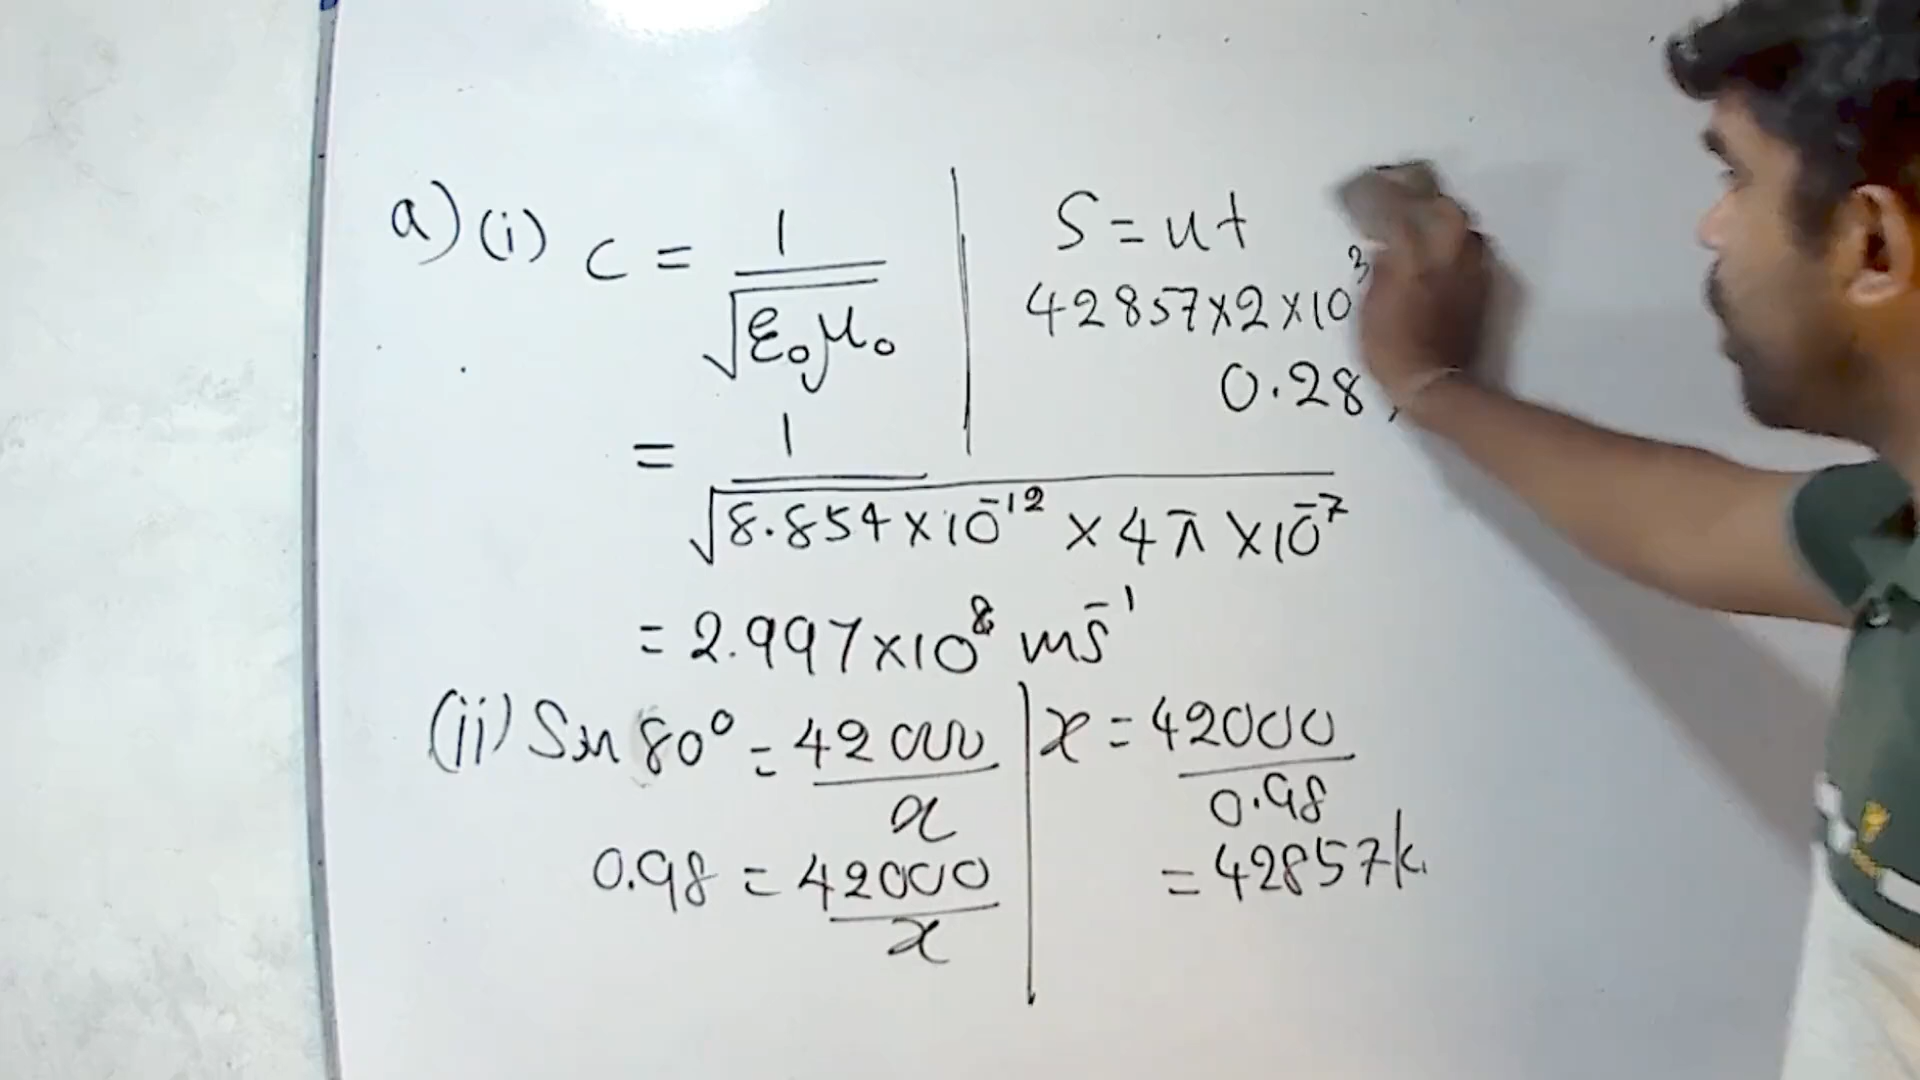 a) (i) c = 1 / √ε₀μ₀
= 1 / √8.854 × 10⁻¹² × 4π × 10⁻⁷
= 2.997 × 10⁸ ms⁻¹
S = ut
42857 × 2 × 10³
0.28
(ii) Sin 80° = 42000 / x
0.98 = 42000 / x
x = 42000 / 0.98
= 42857k